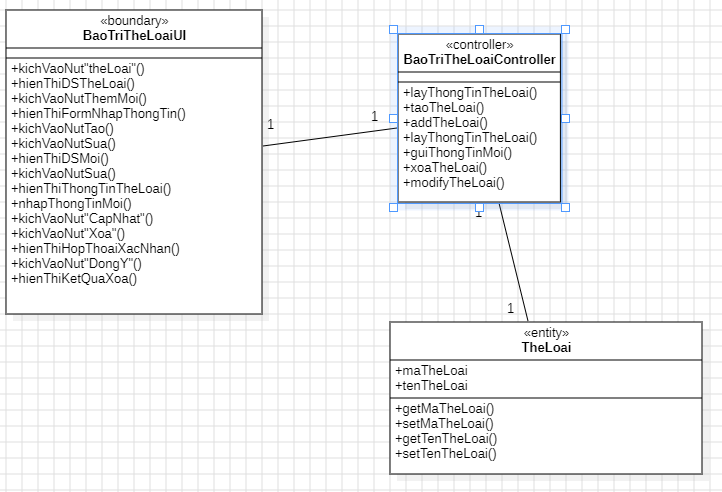 «boundary»
BaoTriTheLoaiUI
+kichVaoNut"theLoai"()
+hienThiDSTheLoai()
+kichVaoNutThemMoi()
+hienThiFormNhapThongTin()
+kichVaoNutTao()
+kichVaoNutSua()
+hienThiDSMoi()
+kichVaoNutSua()
+hienThiThongTinTheLoai()
+nhapThongTinMoi()
+kichVaoNut"CapNhat"()
+kichVaoNut"Xoa"()
+hienThiHopThoaiXacNhan()
+kichVaoNut"DongY"()
+hienThiKetQuaXoa()
1
1
«controller»
BaoTriTheLoaiController
+layThongTinTheLoai()
+taoTheLoai()
+addTheLoai()
+layThongTinTheLoai()
+guiThongTinMoi()
+xoaTheLoai()
+modifyTheLoai()
1
1
«entity»
TheLoai
+maTheLoai
+tenTheLoai
+getMaTheLoai()
+setMaTheLoai()
+getTenTheLoai()
+setTenTheLoai()